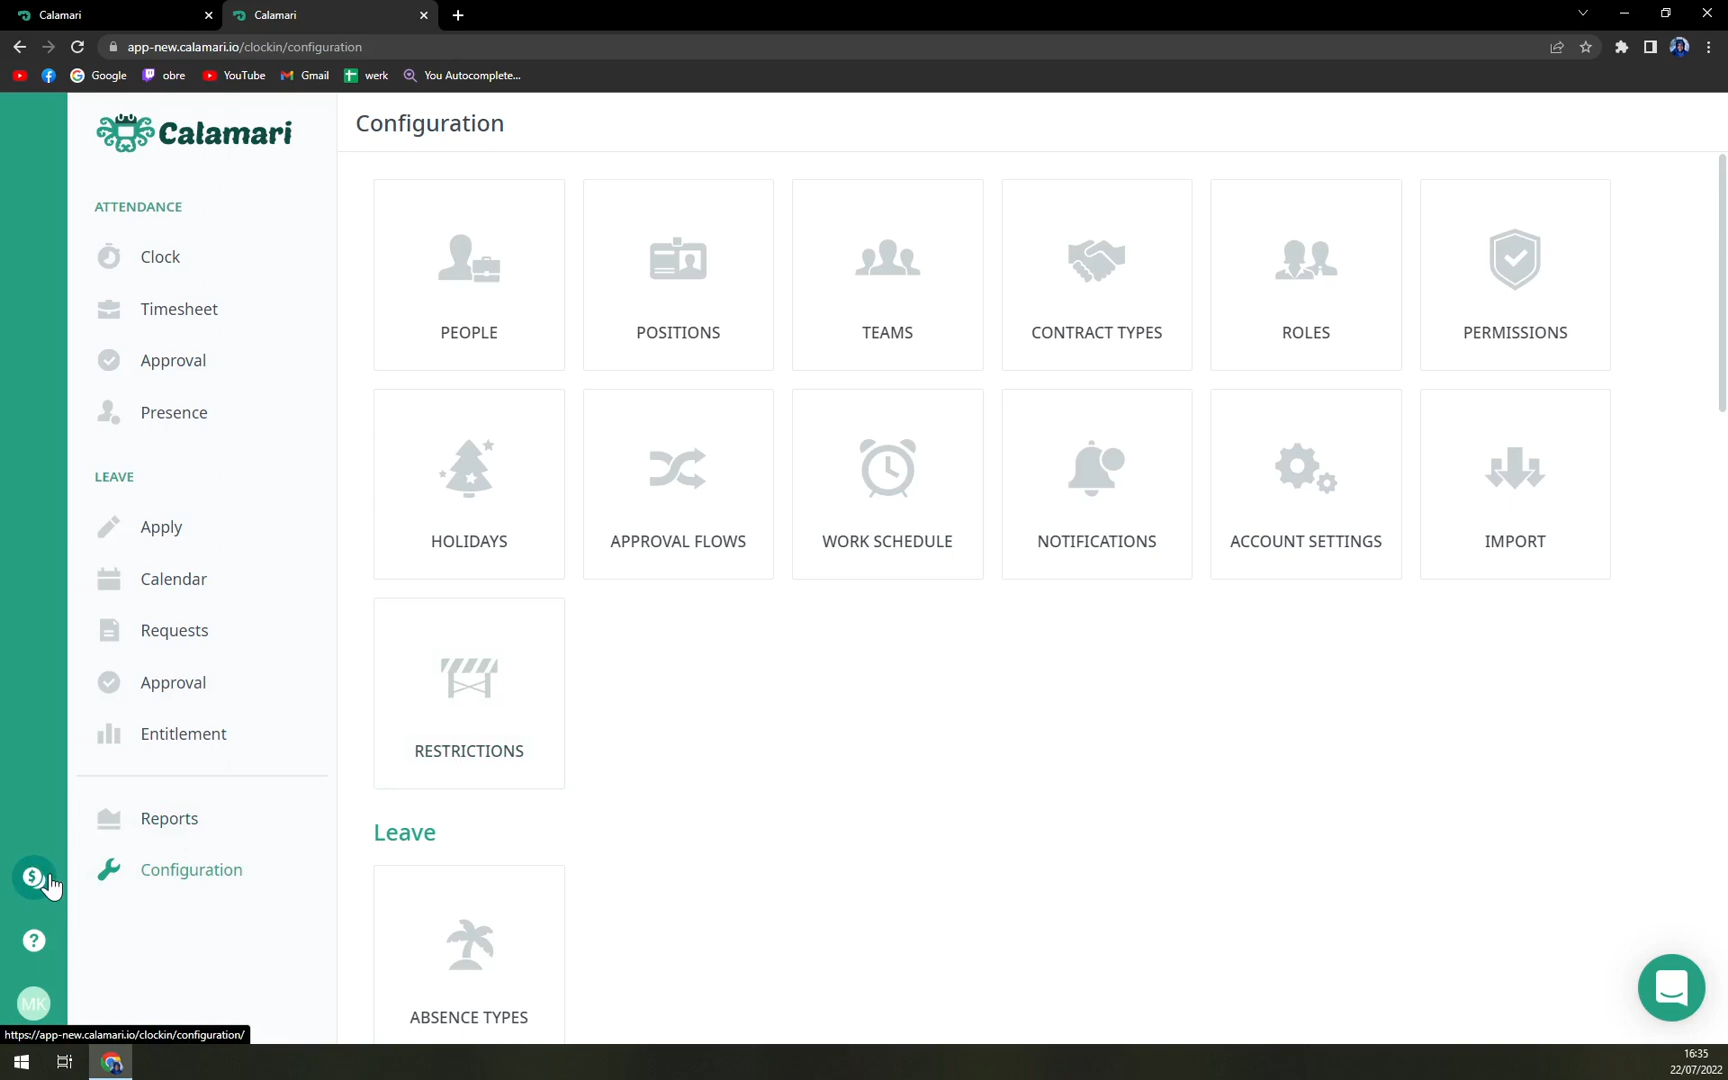 Calamari
Calamari
app-new.calamari.io/clockin/configuration
Google
obre
YouTube
Gmail
werk
You Autocomplete...
Calamari
Configuration
ATTENDANCE
Clock
Timesheet
Approval
Presence
LEAVE
Apply
Calendar
Requests
Approval
Entitlement
Reports
Configuration
PEOPLE
POSITIONS
TEAMS
CONTRACT TYPES
ROLES
PERMISSIONS
HOLIDAYS
APPROVAL FLOWS
WORK SCHEDULE
NOTIFICATIONS
ACCOUNT SETTINGS
IMPORT
RESTRICTIONS
Leave
ABSENCE TYPES
$
?
MK
https://app-new.calamari.io/clockin/configuration/
16:35
22/07/2022